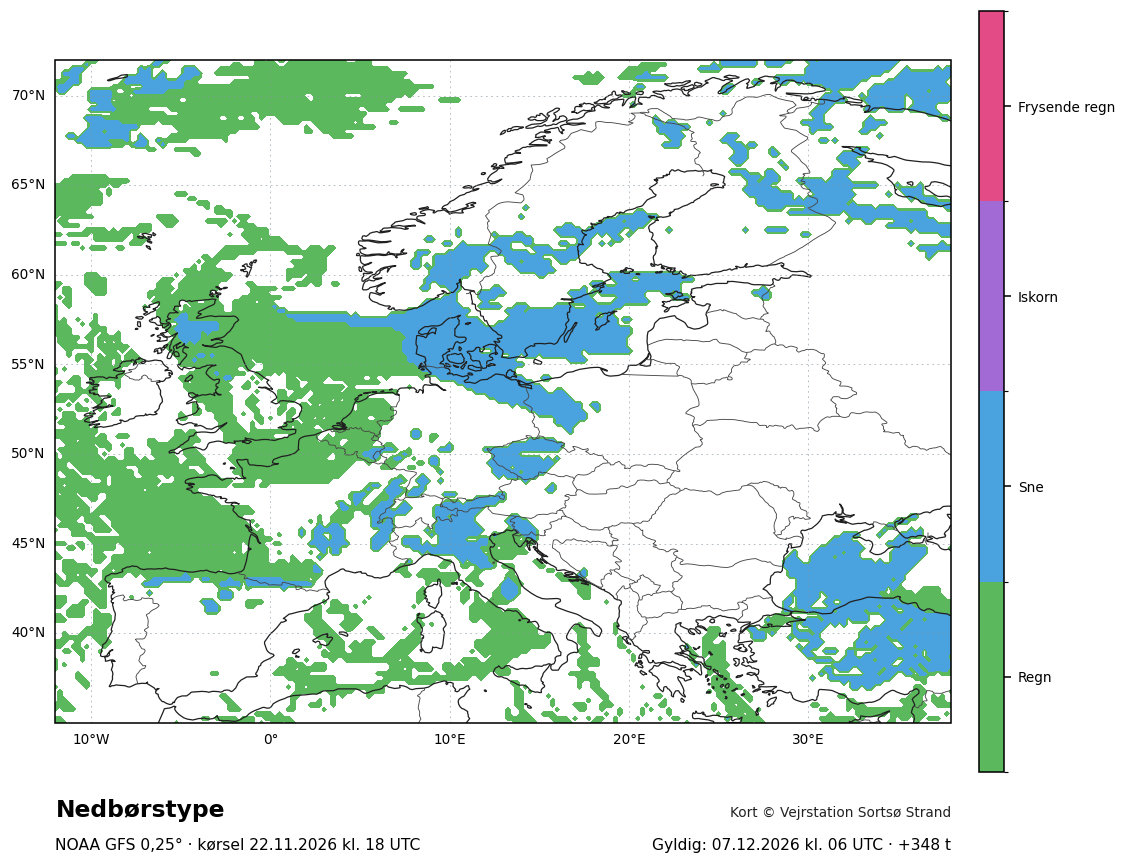 70°N
65°N
60°N
55°N
50°N
45°N
40°N
10°W
0°
10°E
20°E
30°E
Frysende regn
Iskorn
Sne
Regn
Nedbørstype
Kort © Vejrstation Sortsø Strand
NOAA GFS 0,25° · kørsel 22.11.2026 kl. 18 UTC
Gyldig: 07.12.2026 kl. 06 UTC · +348 t